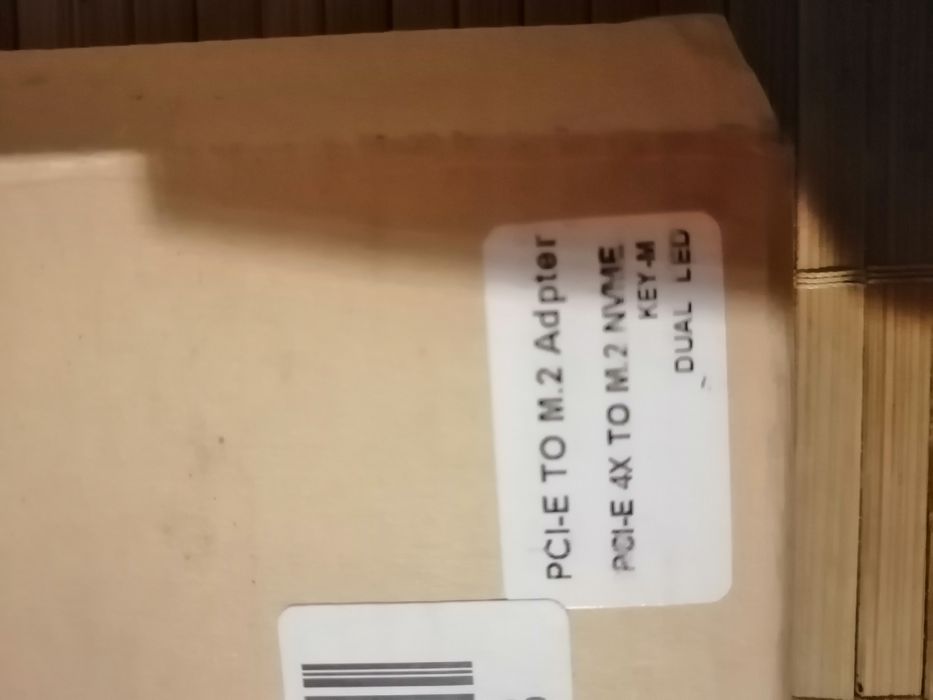 PCI-E TO M.2 Adpter
PCI-E 4X TO M.2 NVME
KEY-M
DUAL LED